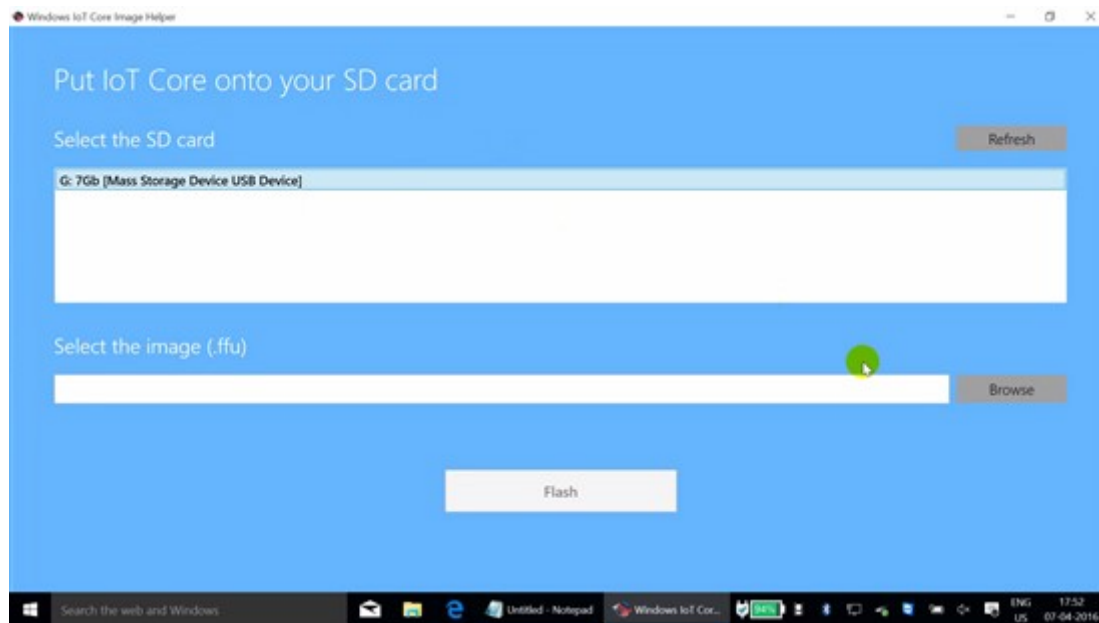 Windows IoT Core Image Helper
Put IoT Core onto your SD card
Select the SD card
Refresh
G: 7Gb [Mass Storage Device USB Device]
Select the image (.ffu)
Browse
Flash
Search the web and Windows
Untitled - Notepad
Windows IoT Cor...
94%
ENG
US
17:52
07-04-2016